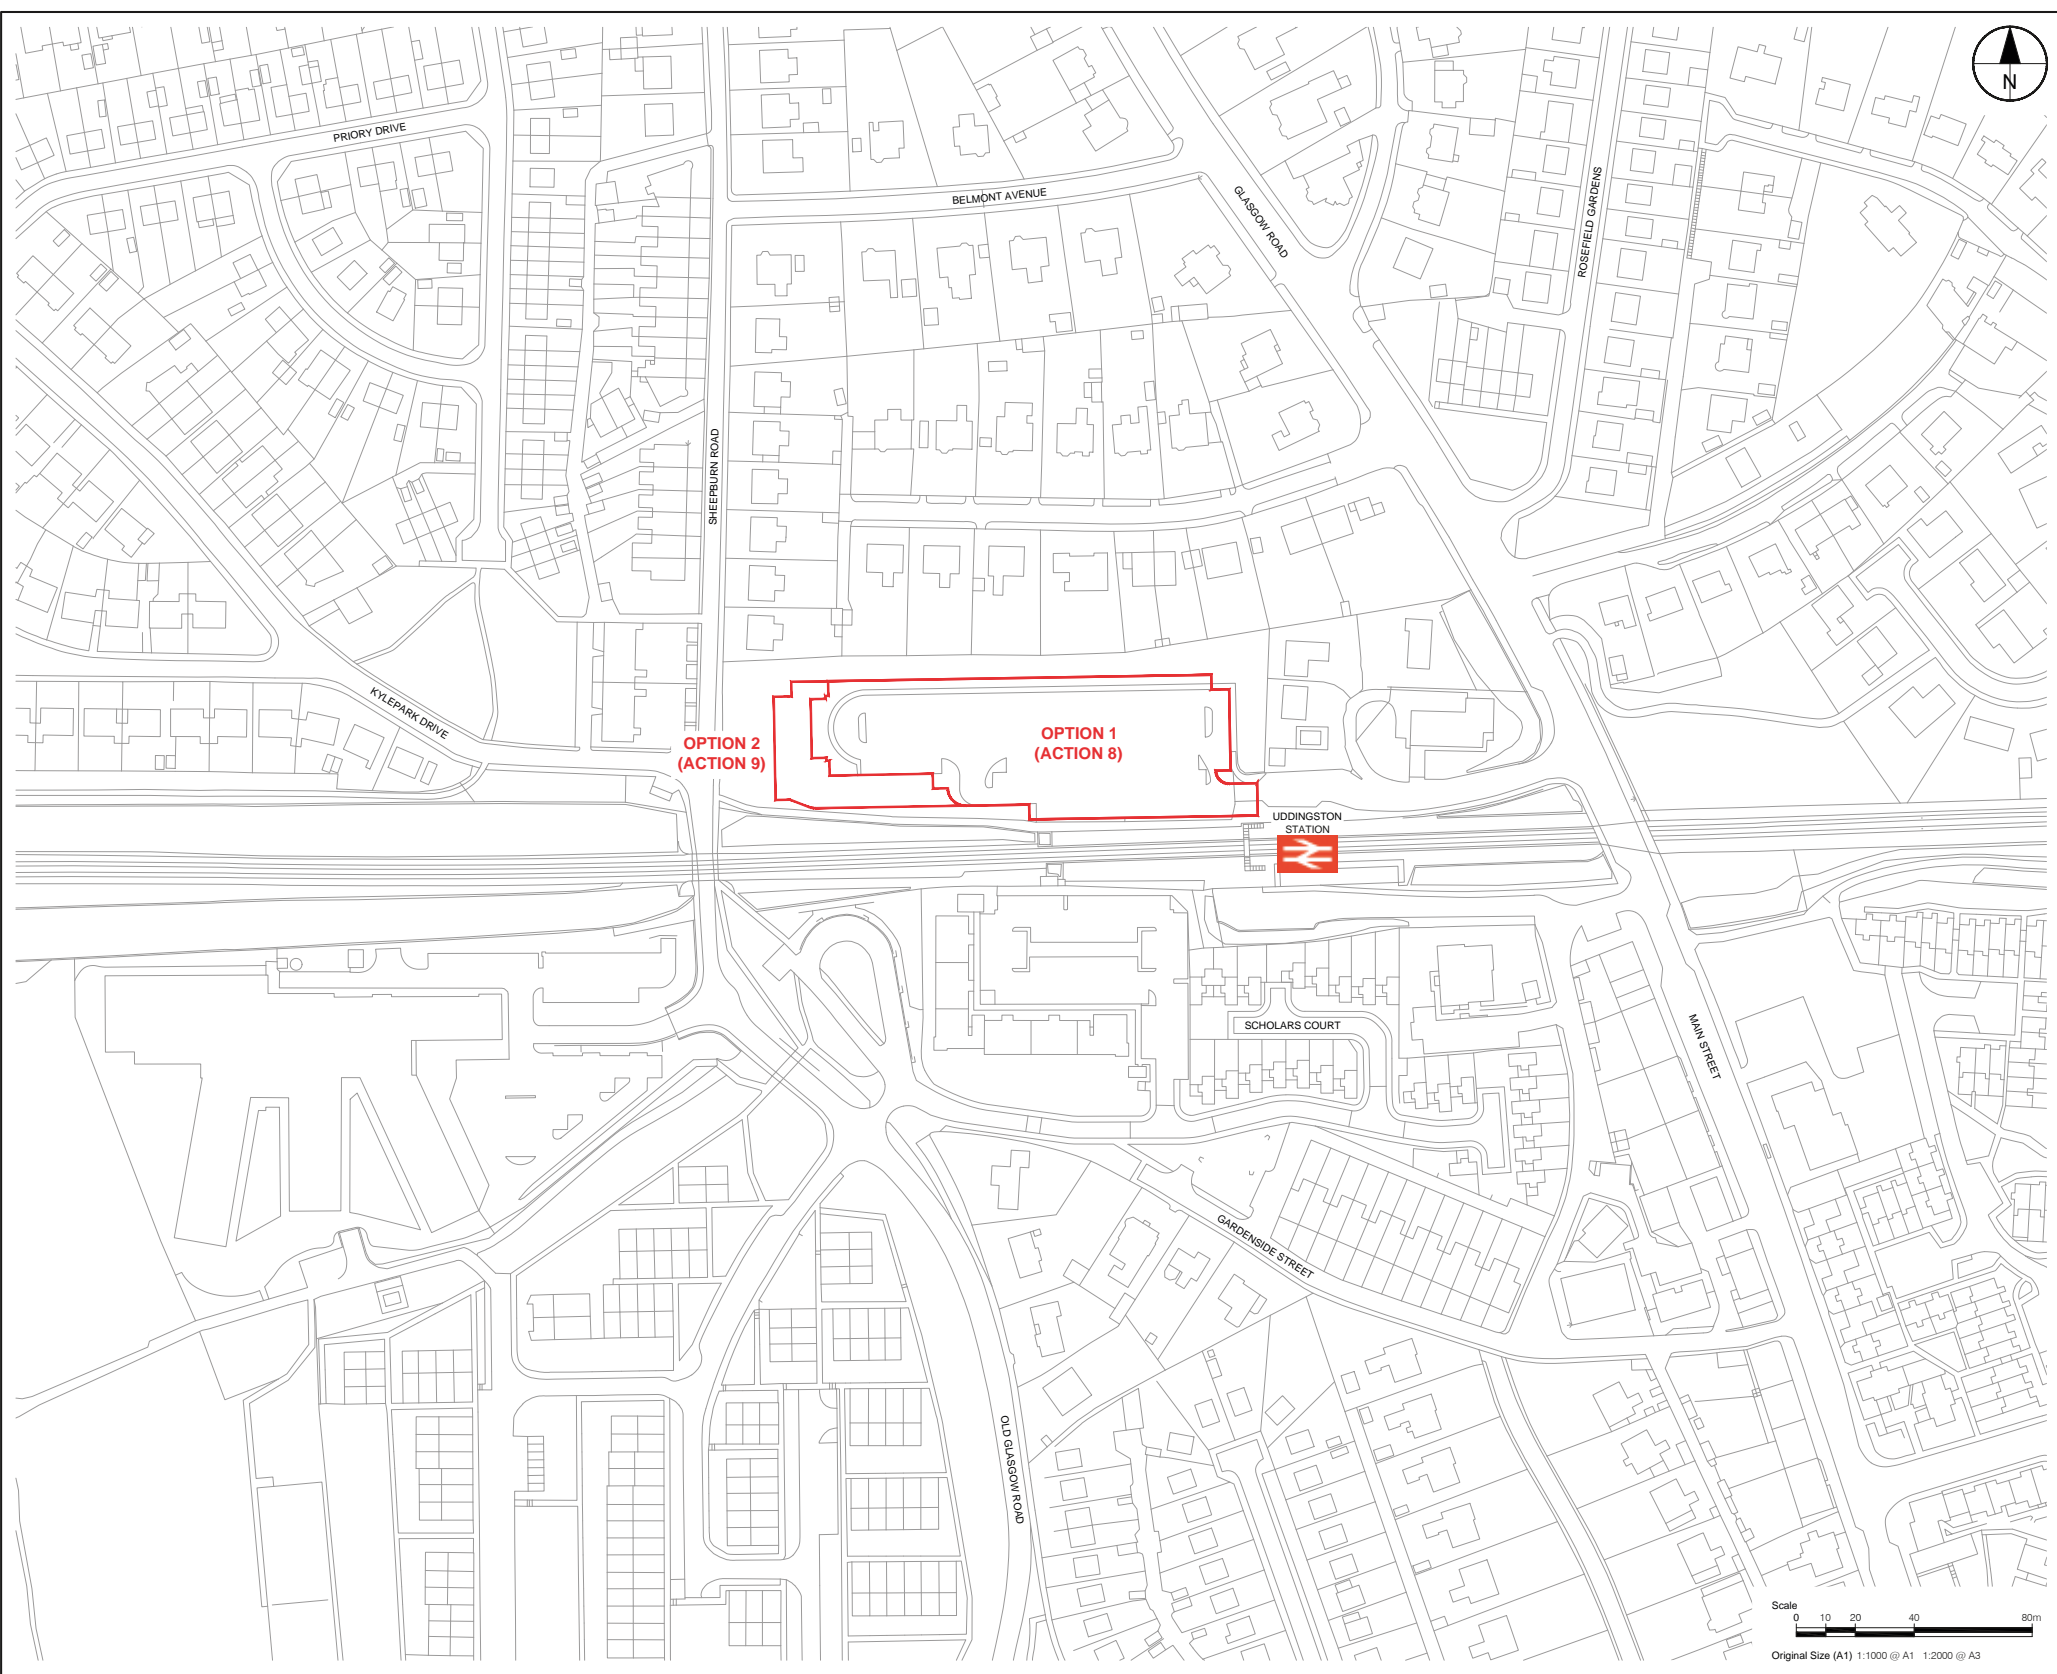 N
PRIORY DRIVE
BELMONT AVENUE
GLASGOW ROAD
ROSEFIELD GARDENS
SHEEPBURN ROAD
KYLEPARK DRIVE
OPTION 2
(ACTION 9)
OPTION 1
(ACTION 8)
UDDINGSTON
STATION
SCHOLARS COURT
MAIN STREET
GARDENSIDE STREET
OLD GLASGOW ROAD
Scale
0 10 20 40 80m
Original Size (A1) 1:1000 @ A1 1:2000 @ A3